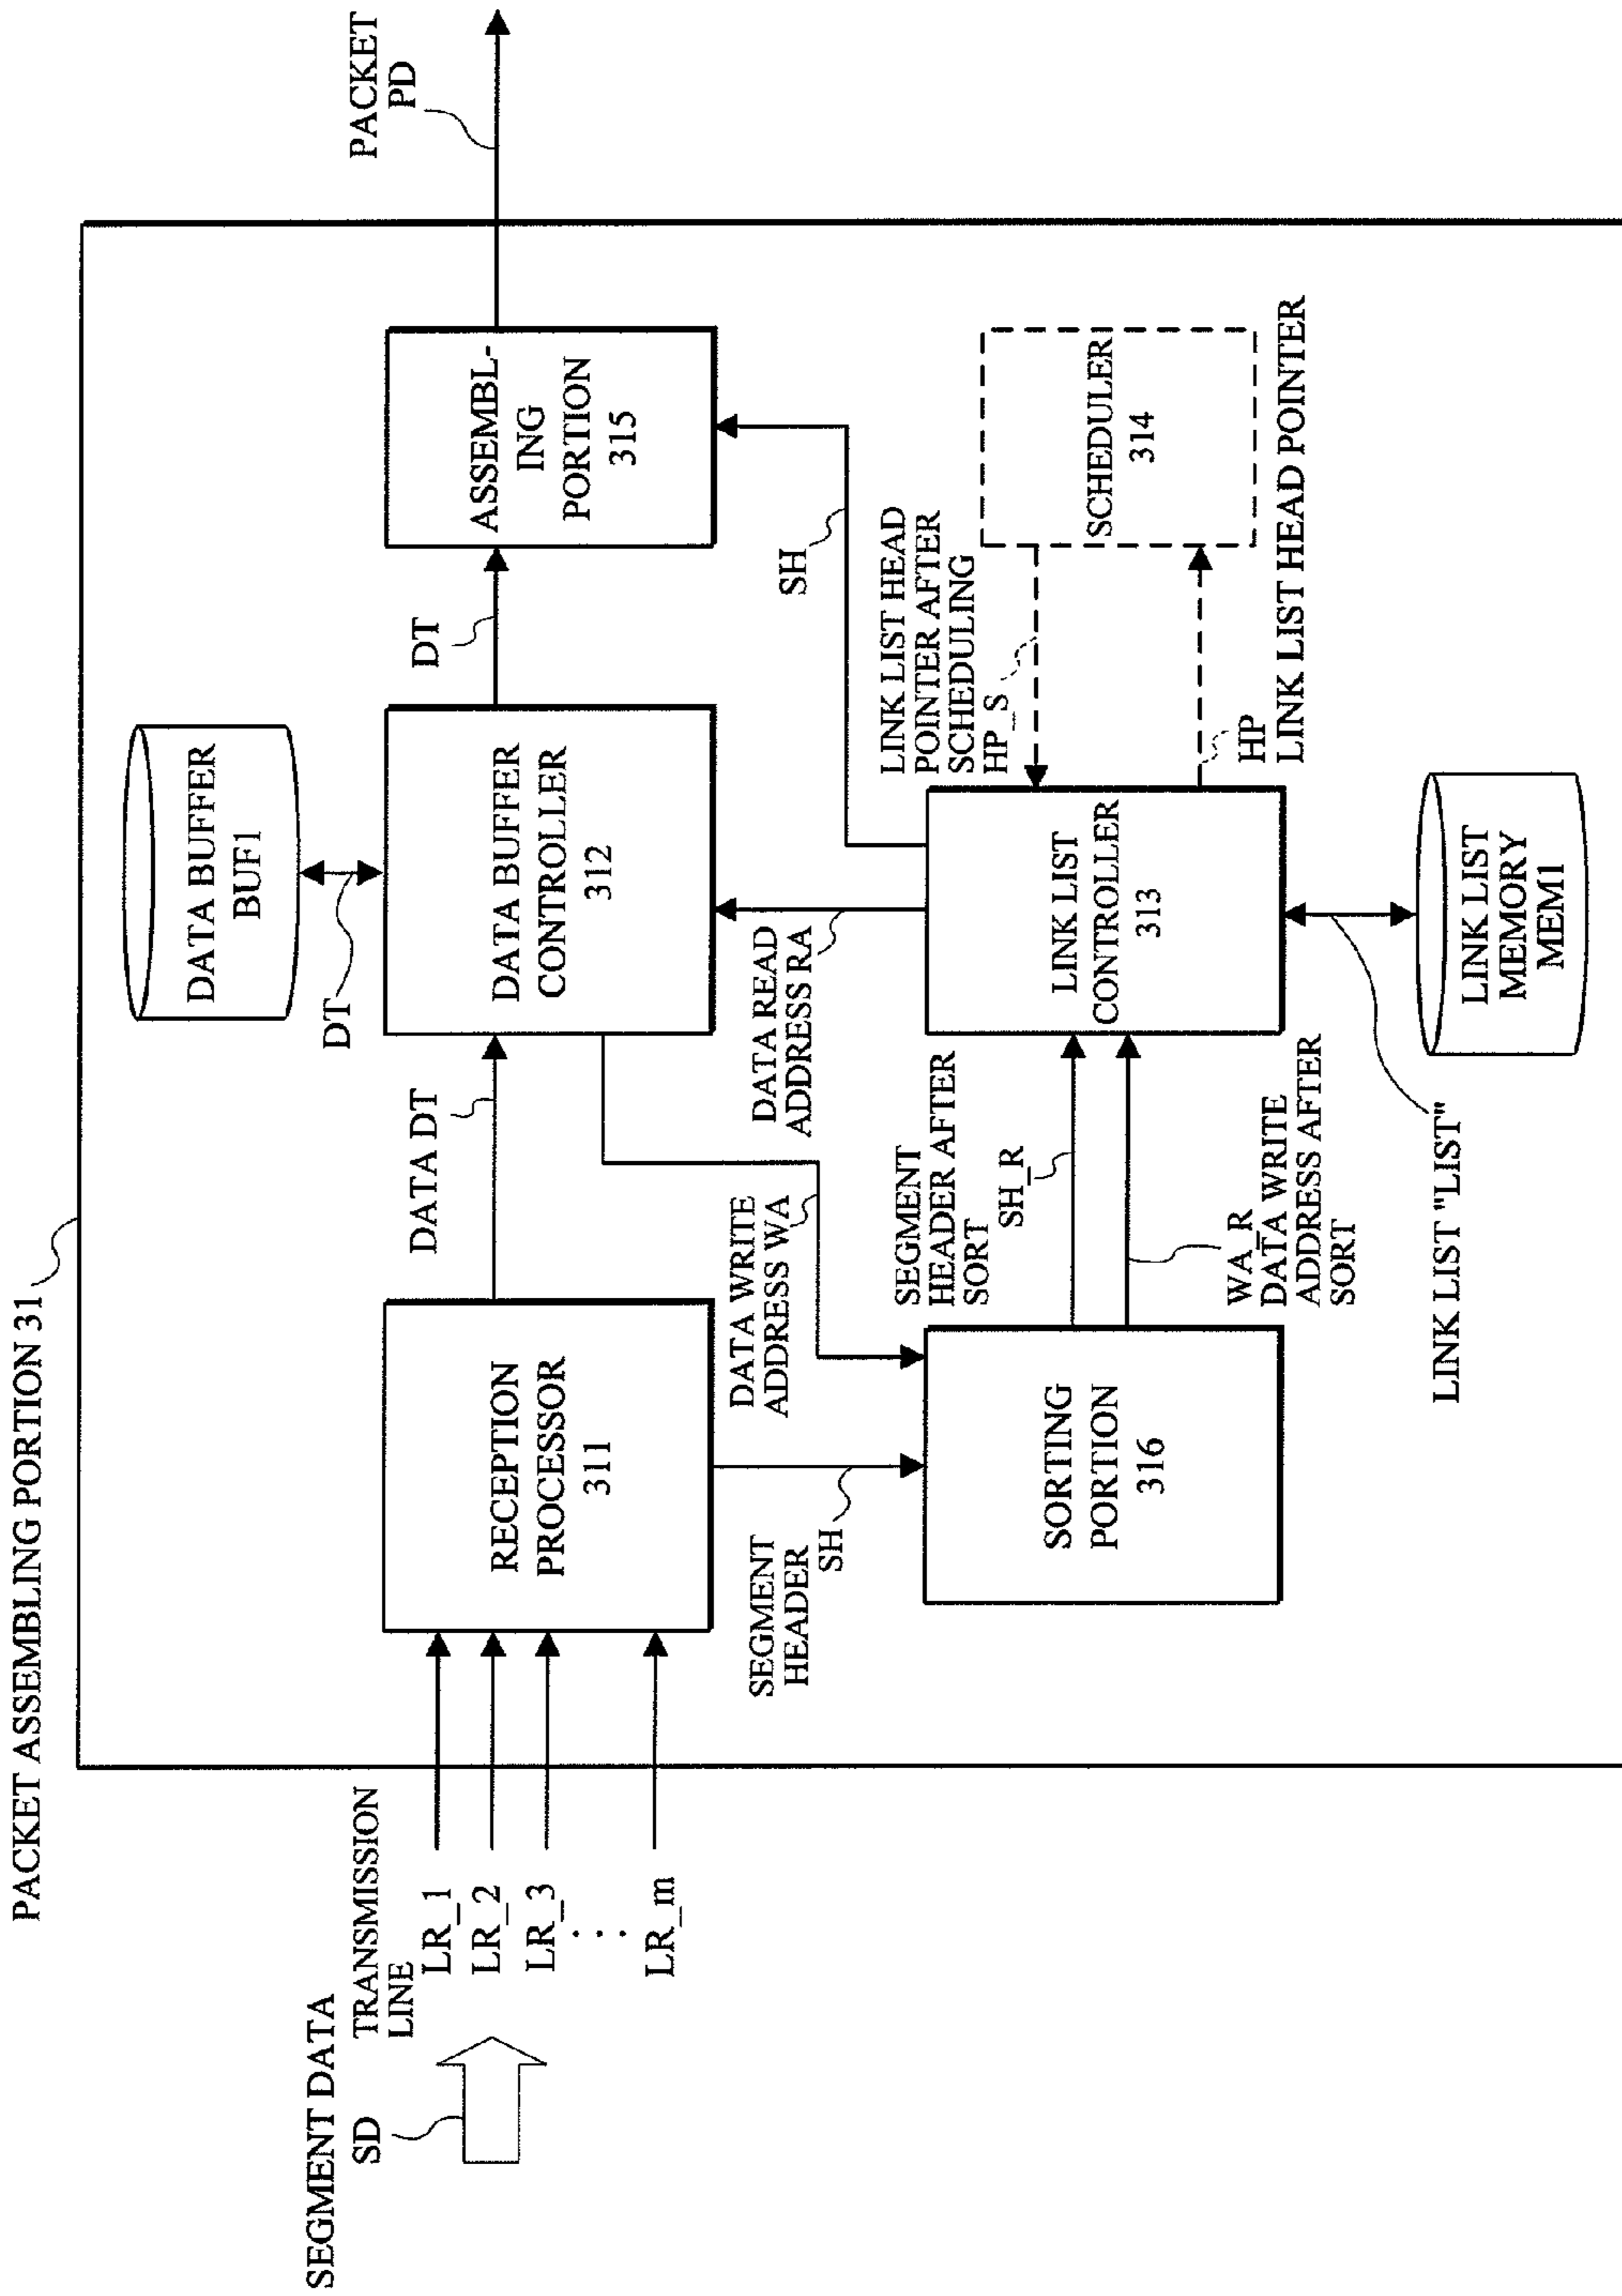 PACKET ASSEMBLING PORTION 31
SEGMENT DATA
SD
TRANSMISSION
LINE
LR_1
LR_2
LR_3
. . .
LR_m
RECEPTION
PROCESSOR
311
DATA DT
DATA BUFFER
BUF1
DT
DATA BUFFER
CONTROLLER
312
DT
ASSEMBL-
ING
PORTION
315
PACKET
PD
SEGMENT
HEADER
SH
DATA WRITE
ADDRESS WA
DATA READ
ADDRESS RA
SH
SORTING
PORTION
316
SEGMENT
HEADER AFTER
SORT
SH_R
WA_R
DATA WRITE
ADDRESS AFTER
SORT
LINK LIST
CONTROLLER
313
LINK LIST HEAD
POINTER AFTER
SCHEDULING
HP_S
SCHEDULER
314
HP
LINK LIST HEAD POINTER
LINK LIST "LIST"
LINK LIST
MEMORY
MEM1